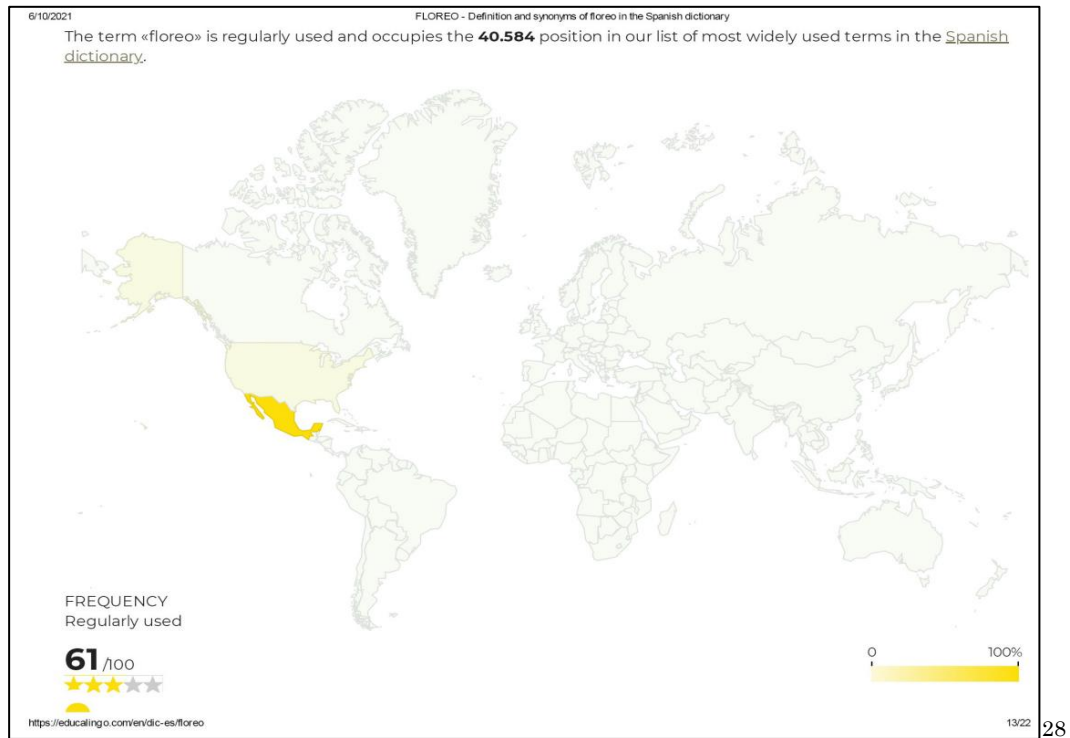 6/10/2021 FLOREO - Definition and synonyms of floreo in the Spanish dictionary
The term «floreo» is regularly used and occupies the 40.584 position in our list of most widely used terms in the Spanish
dictionary.
FREQUENCY
Regularly used
61 /100
0 100%
https://educalingo.com/en/dic-es/floreo 13/22
28